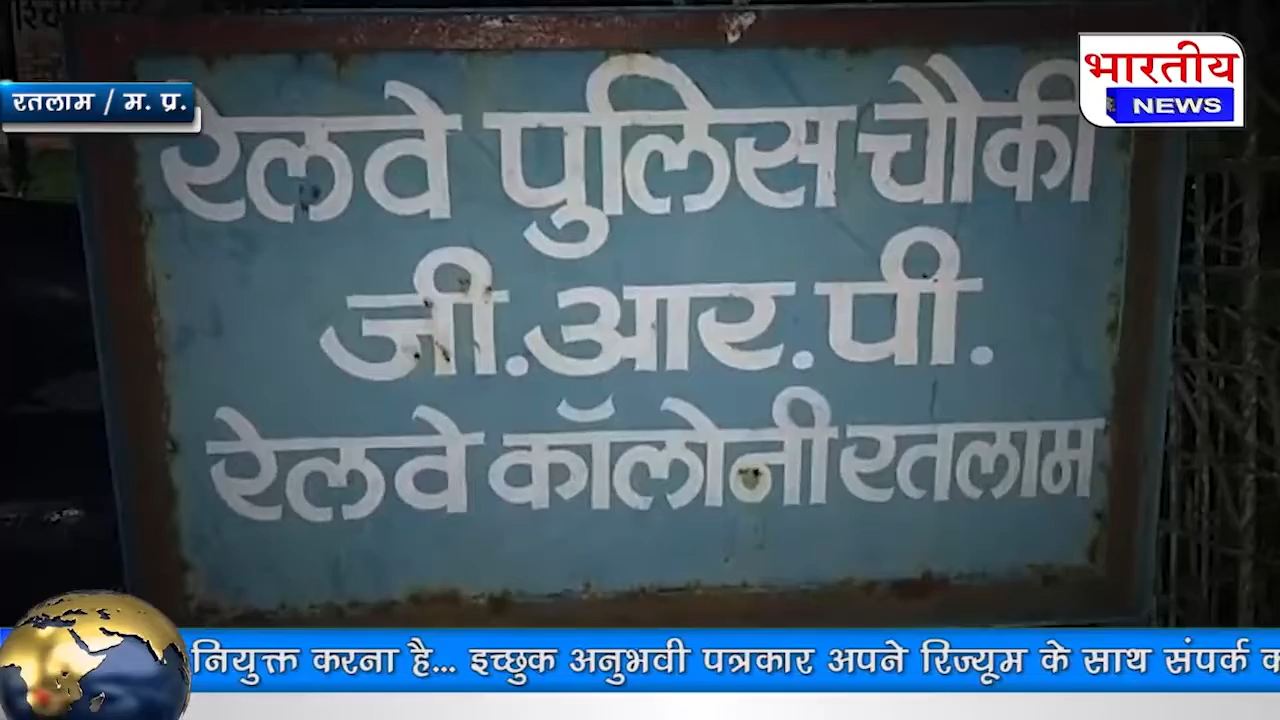 रतलाम / म. प्र.
भारतीय
NEWS
रेलवे पुलिस चौकी
जी.आर.पी.
रेलवे कॉलोनी रतलाम
नियुक्त करना है... इच्छुक अनुभवी पत्रकार अपने रिज्यूम के साथ संपर्क